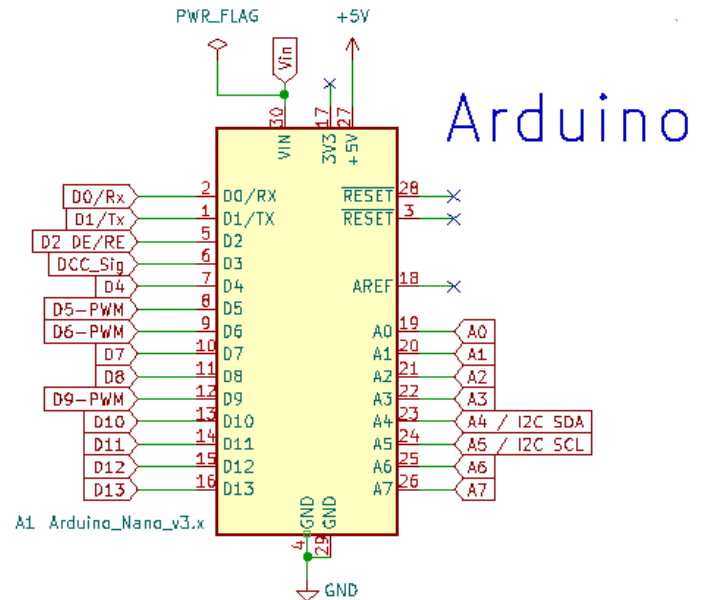 PWR_FLAG
+5V
Vin
Arduino
30
17
27
VIN
3V3
+5V
D0/Rx 2 D0/RX RESET 28
D1/Tx 1 D1/TX RESET 3
D2 DE/RE 5 D2
DCC_Sig 6 D3
D4 7 D4 AREF 18
D5-PWM 8 D5
D6-PWM 9 D6 A0 19 A0
D7 10 D7 A1 20 A1
D8 11 D8 A2 21 A2
D9-PWM 12 D9 A3 22 A3
D10 13 D10 A4 23 A4 / I2C SDA
D11 14 D11 A5 24 A5 / I2C SCL
D12 15 D12 A6 25 A6
D13 16 D13 A7 26 A7
A1 Arduino_Nano_v3.x
GND
GND
4
29
GND